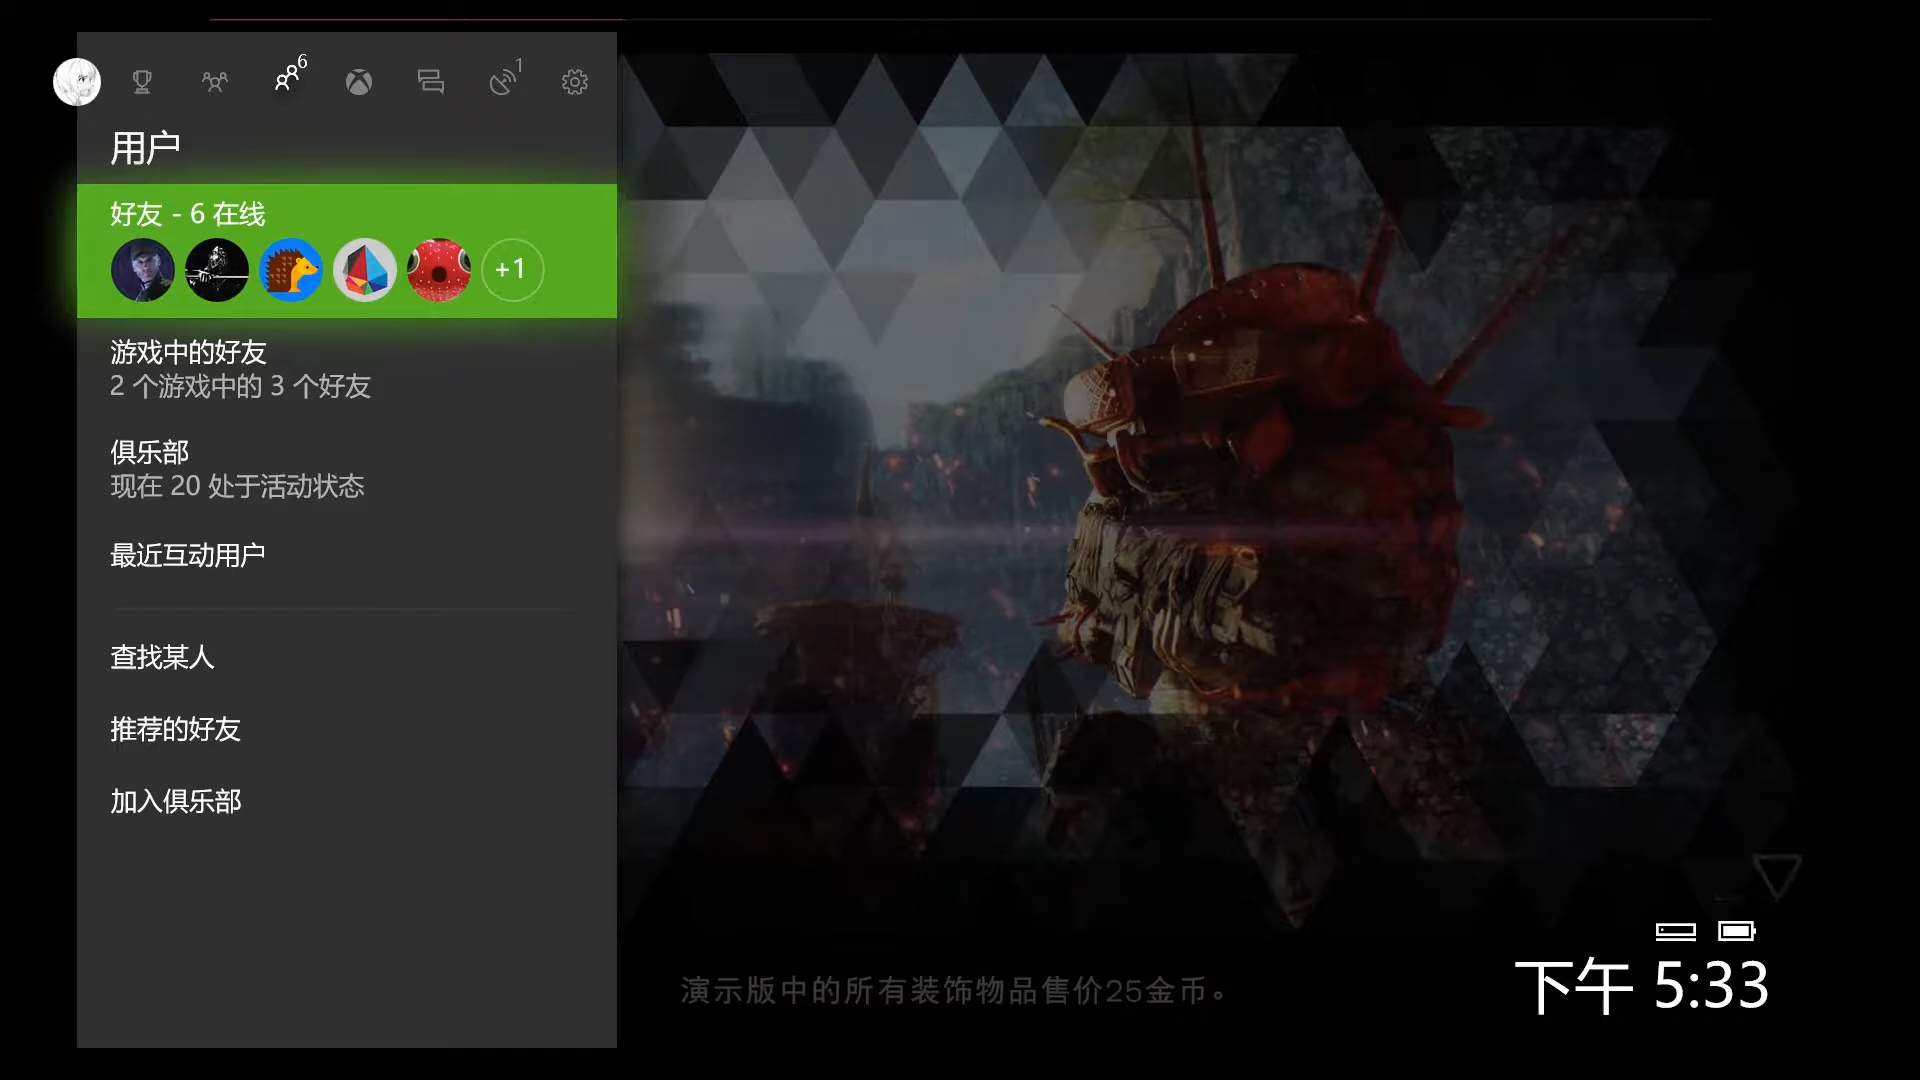 6
1
用户
好友 - 6 在线
+1
游戏中的好友
2 个游戏中的 3 个好友
俱乐部
现在 20 处于活动状态
最近互动用户
查找某人
推荐的好友
加入俱乐部
演示版中的所有装饰物品售价25金币。
下午 5:33